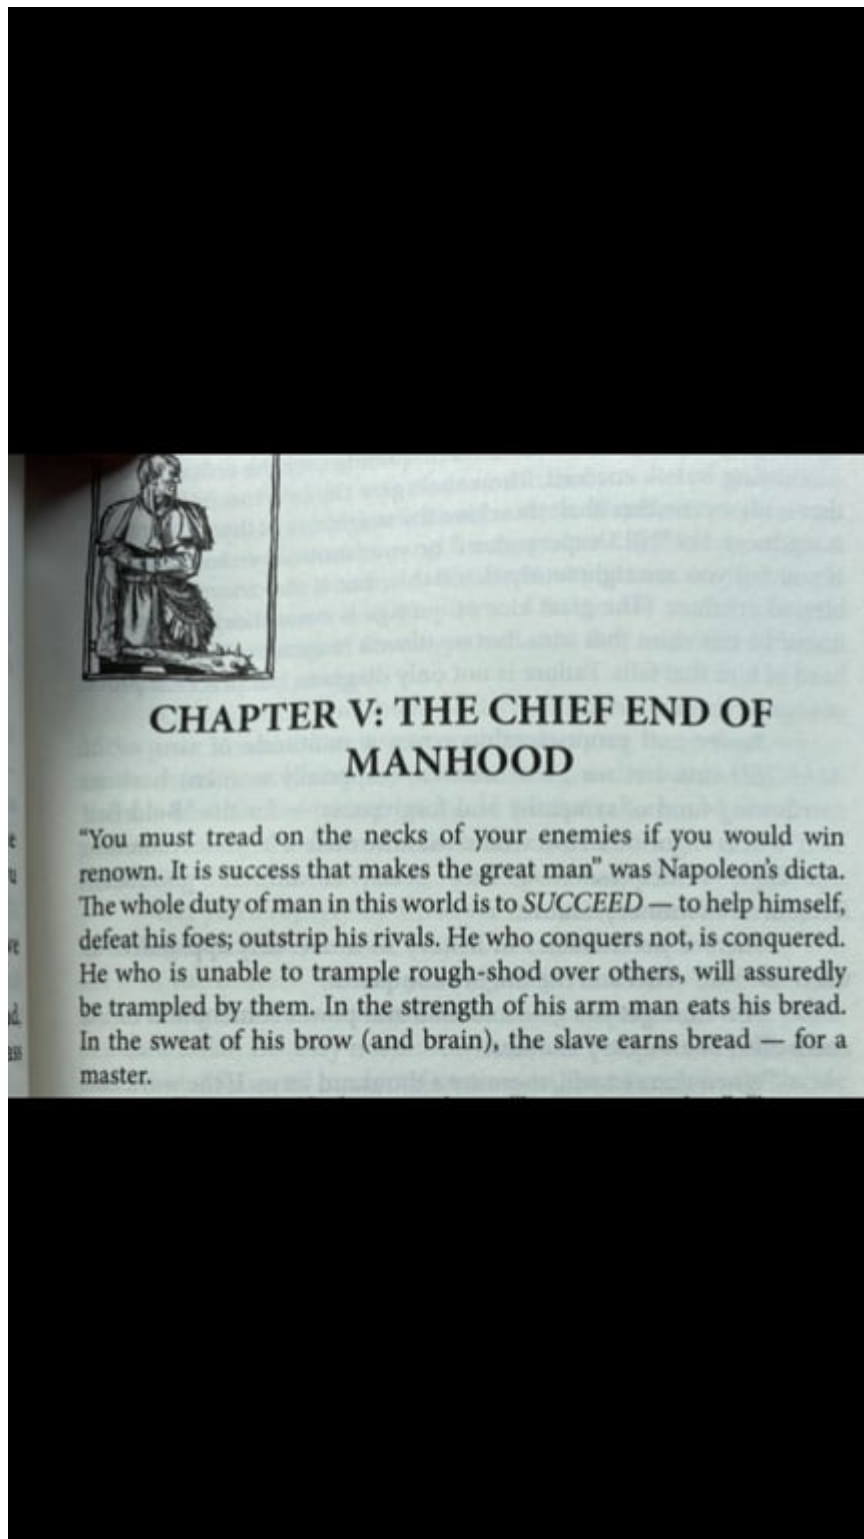 CHAPTER V: THE CHIEF END OF
MANHOOD
“You must tread on the necks of your enemies if you would win
renown. It is success that makes the great man” was Napoleon’s dicta.
The whole duty of man in this world is to SUCCEED — to help himself,
defeat his foes; outstrip his rivals. He who conquers not, is conquered.
He who is unable to trample rough-shod over others, will assuredly
be trampled by them. In the strength of his arm man eats his bread.
In the sweat of his brow (and brain), the slave earns bread — for a
master.